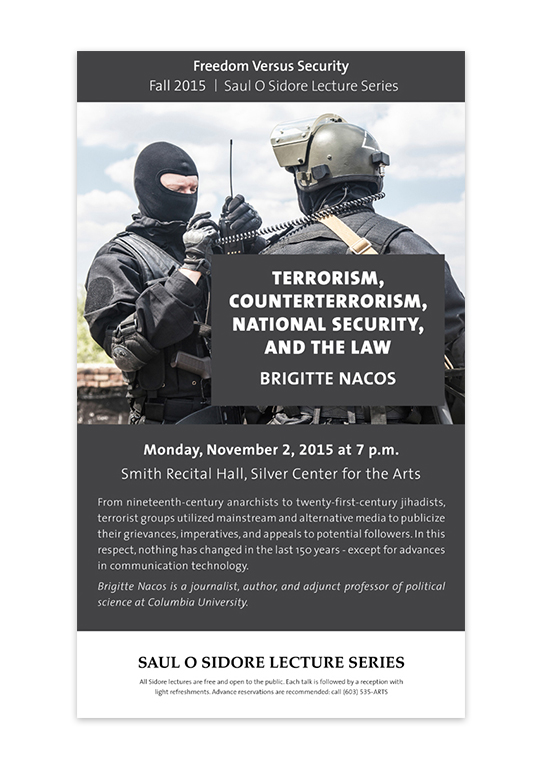 Freedom Versus Security
Fall 2015 | Saul O Sidore Lecture Series
TERRORISM,
COUNTERTERRORISM,
NATIONAL SECURITY,
AND THE LAW
BRIGITTE NACOS
Monday, November 2, 2015 at 7 p.m.
Smith Recital Hall, Silver Center for the Arts
From nineteenth-century anarchists to twenty-first-century jihadists,
terrorist groups utilized mainstream and alternative media to publicize
their grievances, imperatives, and appeals to potential followers. In this
respect, nothing has changed in the last 150 years - except for advances
in communication technology.
Brigitte Nacos is a journalist, author, and adjunct professor of political
science at Columbia University.
SAUL O SIDORE LECTURE SERIES
All Sidore lectures are free and open to the public. Each talk is followed by a reception with
light refreshments. Advance reservations are recommended: call (603) 535-ARTS